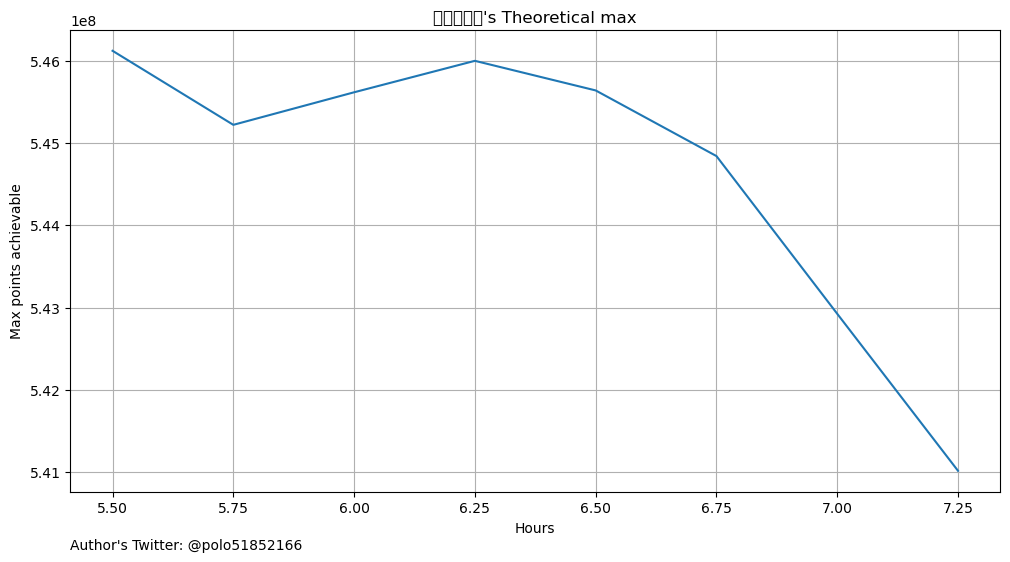 1e8
's Theoretical max
Max points achievable
5.46
5.45
5.44
5.43
5.42
5.41
5.50 5.75 6.00 6.25 6.50 6.75 7.00 7.25
Hours
Author's Twitter: @polo51852166